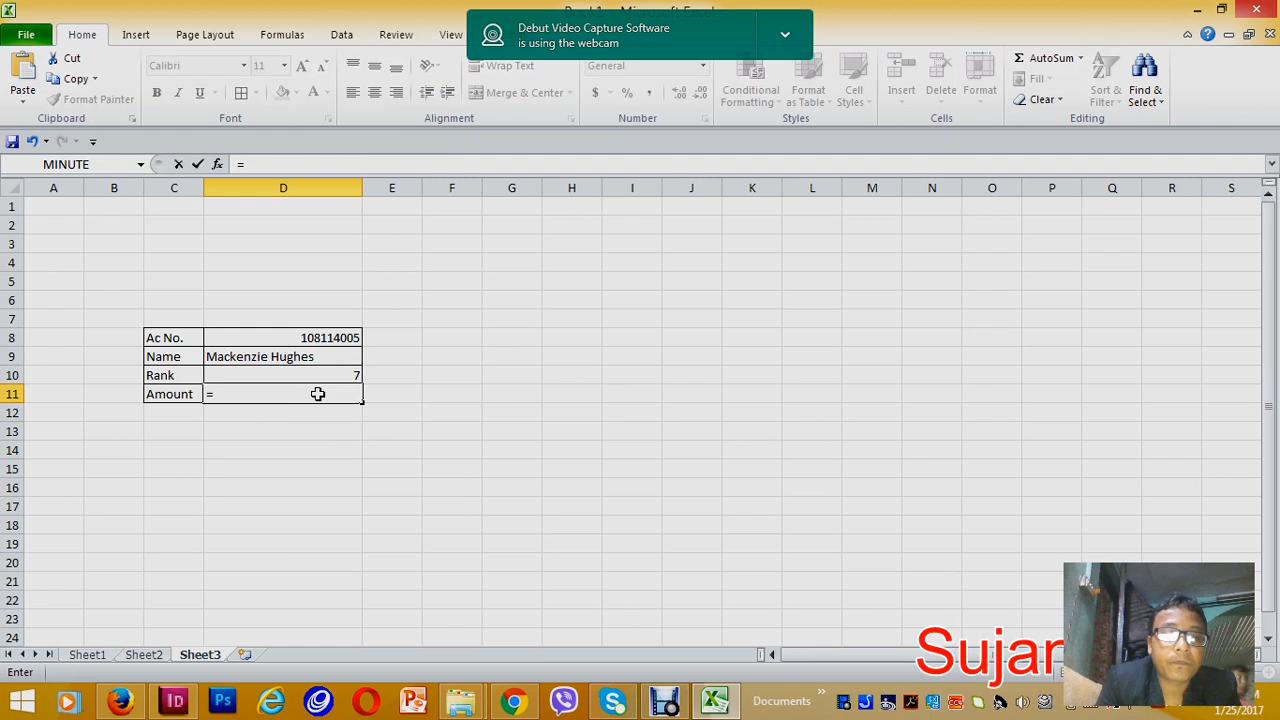 Debut Video Capture Software
is using the webcam
File Home Insert Page Layout Formulas Data Review View
Paste Cut
Copy
Format Painter
Clipboard
Calibri 11
B I U A
Font
Wrap Text
Merge & Center
Alignment
General
$ % ,
Number
Conditional Formatting
Format as Table
Cell Styles
Styles
Insert Delete Format
Cells
AutoSum
Fill
Clear
Sort & Filter
Find & Select
Editing
MINUTE fx =
A B C D E F G H I J K L M N O P Q R S
1
2
3
4
5
6
7
8 Ac No. 108114005
9 Name Mackenzie Hughes
10 Rank 7
11 Amount =
12
13
14
15
16
17
18
19
20
21
22
23
24
Sujan
Sheet1 Sheet2 Sheet3
Enter
Documents
1/25/2017